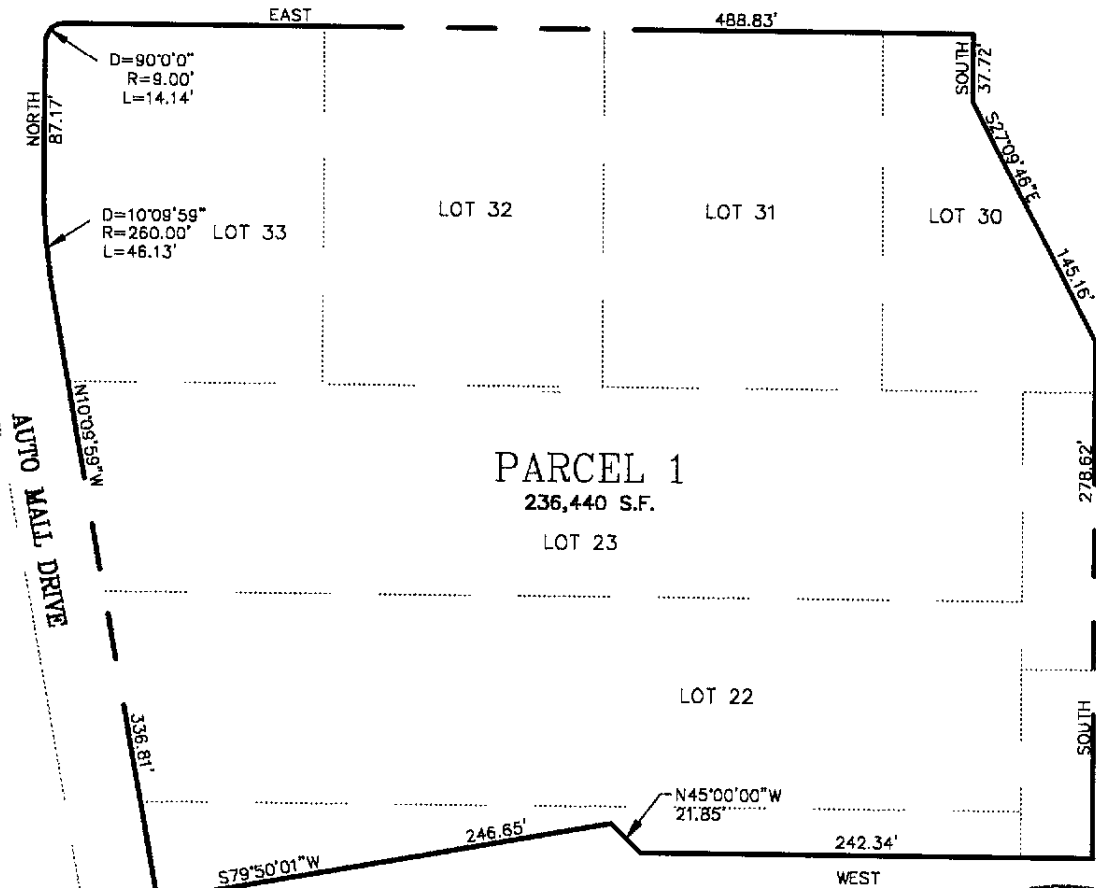 EAST
488.83'
D=90°0'0"
R=9.00'
L=14.14'
NORTH
87.17'
SOUTH
37.72'
S27°09'46"E
145.16'
D=10°09'59"
R=260.00'
L=46.13'
LOT 33
LOT 32
LOT 31
LOT 30
N10°09'59"W
336.81'
AUTO MALL DRIVE
PARCEL 1
236,440 S.F.
LOT 23
278.62'
SOUTH
LOT 22
N45°00'00"W
21.85'
246.65'
S79°50'01"W
242.34'
WEST